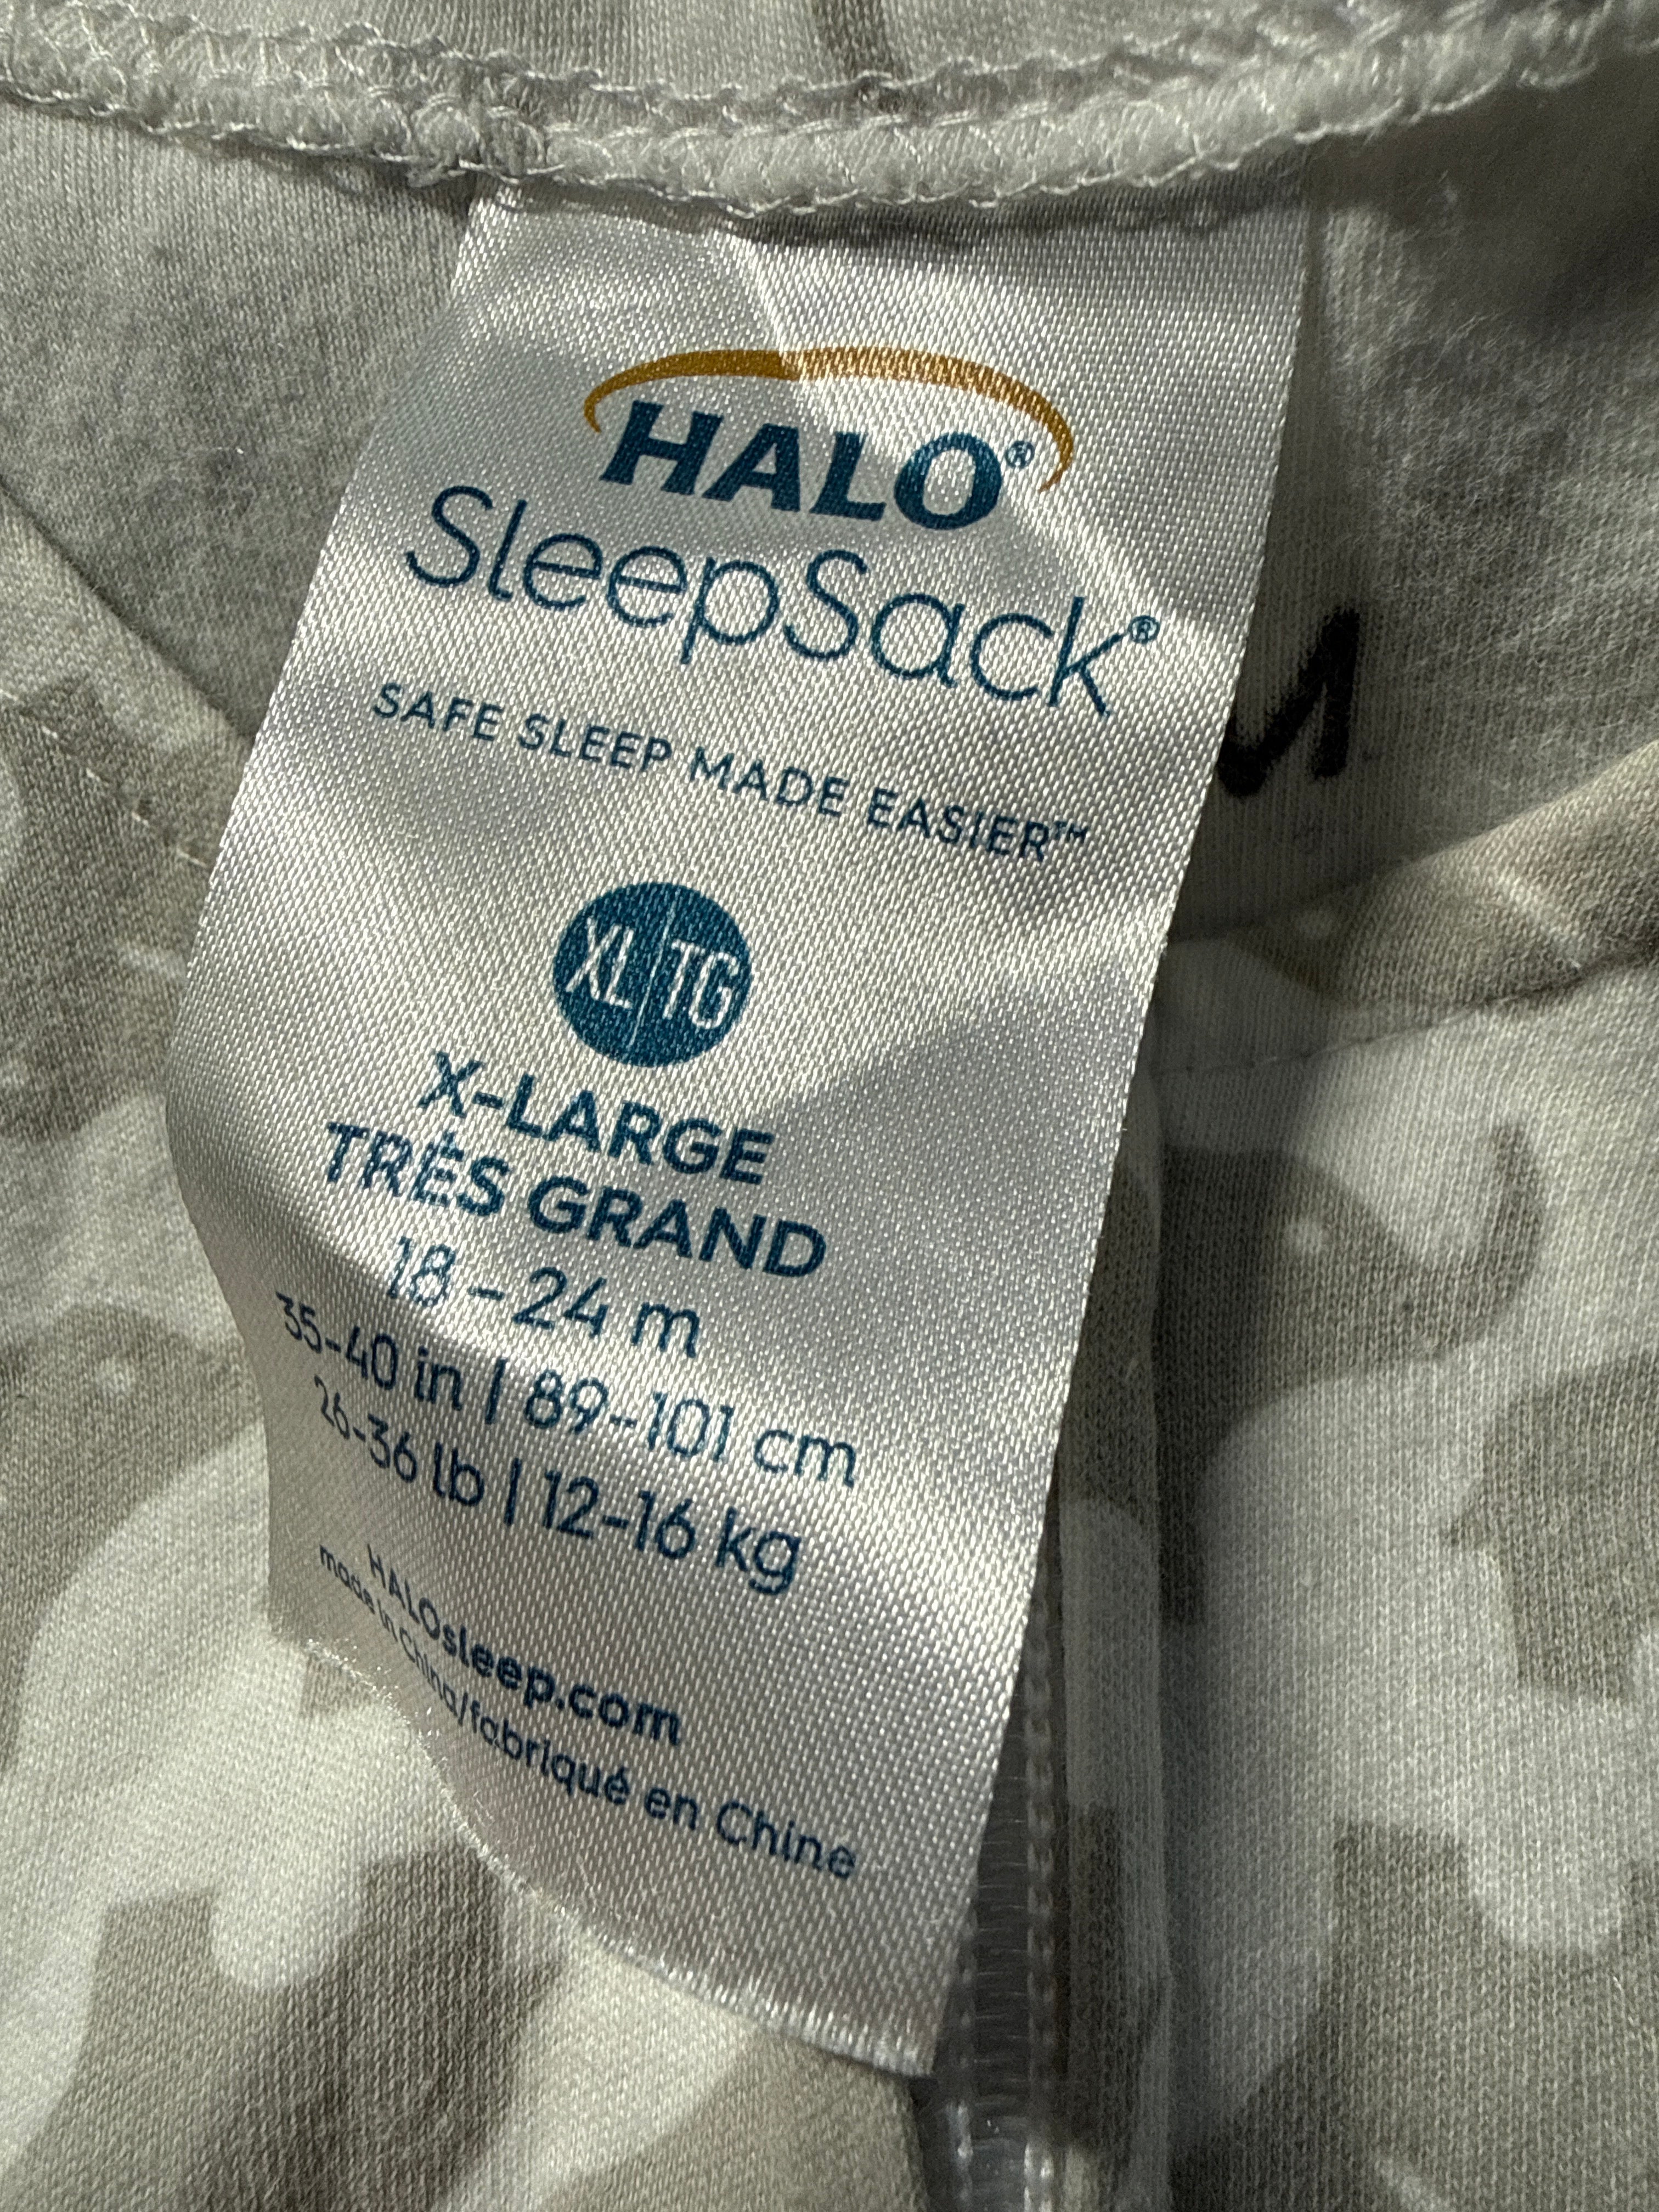 HALO®
SleepSack®
SAFE SLEEP MADE EASIER™
XL|TG
X-LARGE
TRÈS GRAND
18 - 24 m
35-40 in | 89-101 cm
26-36 lb | 12-16 kg
HALOsleep.com
made in China/fabriqué en Chine